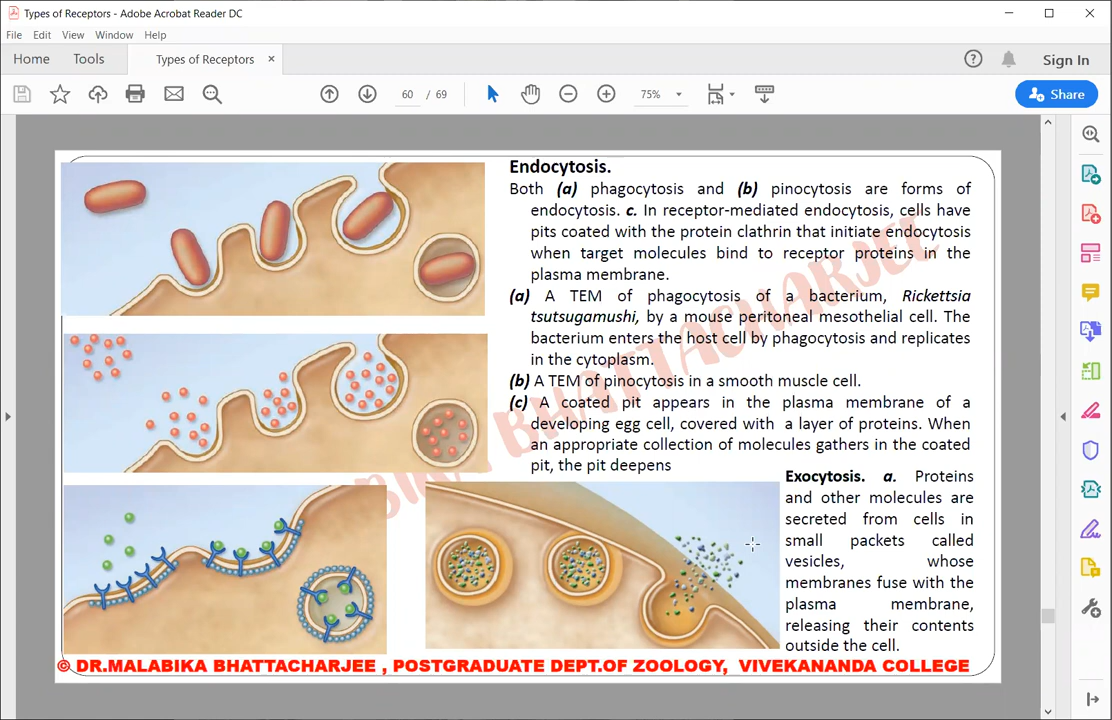 Types of Receptors - Adobe Acrobat Reader DC
File Edit View Window Help
Home Tools Types of Receptors × Sign In
60 / 69 75% Share
Endocytosis.
Both (a) phagocytosis and (b) pinocytosis are forms of
endocytosis. c. In receptor-mediated endocytosis, cells have
pits coated with the protein clathrin that initiate endocytosis
when target molecules bind to receptor proteins in the
plasma membrane.
(a) A TEM of phagocytosis of a bacterium, Rickettsia
tsutsugamushi, by a mouse peritoneal mesothelial cell. The
bacterium enters the host cell by phagocytosis and replicates
in the cytoplasm.
(b) A TEM of pinocytosis in a smooth muscle cell.
(c) A coated pit appears in the plasma membrane of a
developing egg cell, covered with a layer of proteins. When
an appropriate collection of molecules gathers in the coated
pit, the pit deepens
Exocytosis. a. Proteins
and other molecules are
secreted from cells in
small packets called
vesicles, whose
membranes fuse with the
plasma membrane,
releasing their contents
outside the cell.
© DR.MALABIKA BHATTACHARJEE , POSTGRADUATE DEPT.OF ZOOLOGY, VIVEKANANDA COLLEGE